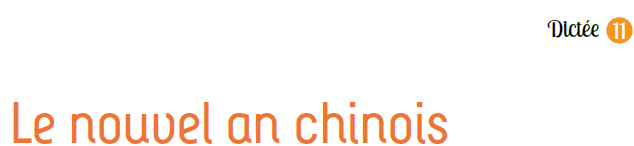 Dictée 11
Le nouvel an chinois